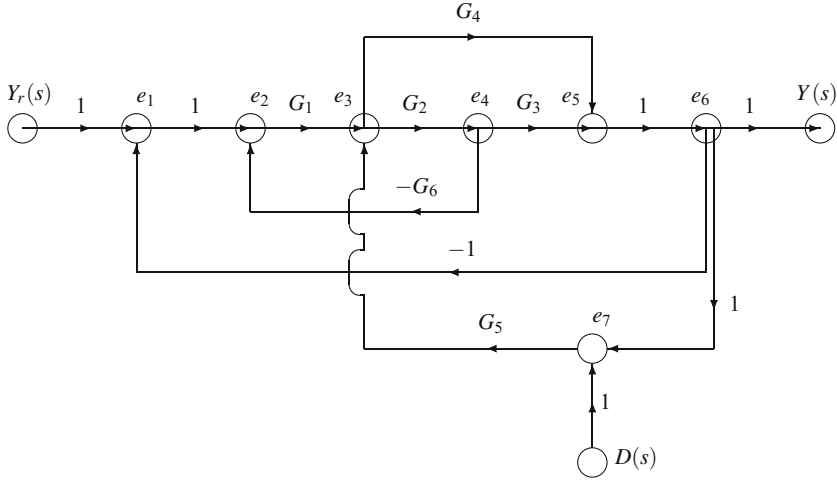 G₄
Yᵣ(s) 1 e₁ 1 e₂ G₁ e₃ G₂ e₄ G₃ e₅ 1 e₆ 1 Y(s)
−G₆
−1
1
G₅ e₇
1
D(s)